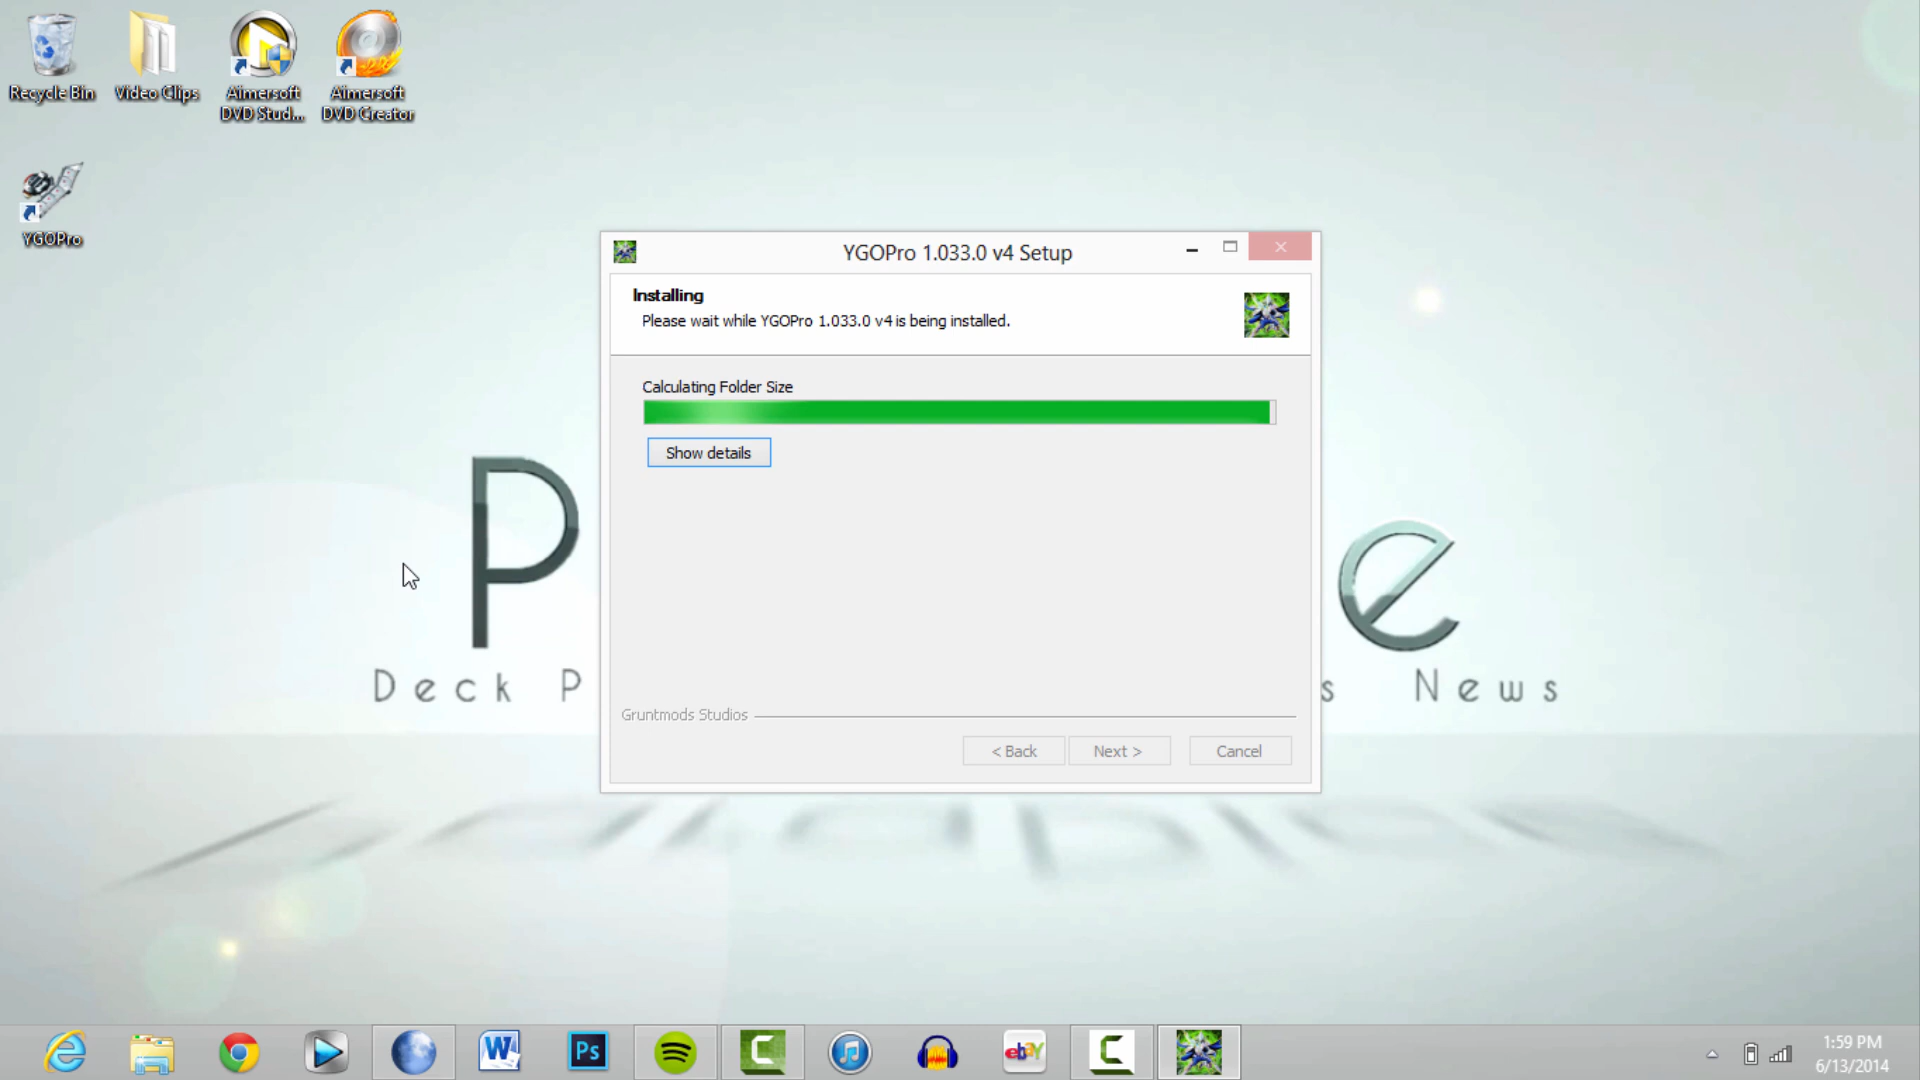 Recycle Bin
Video Clips
Aimersoft
DVD Stud...
Aimersoft
DVD Creator
YGOPro
YGOPro 1.033.0 v4 Setup
Installing
Please wait while YGOPro 1.033.0 v4 is being installed.
Calculating Folder Size
Show details
P e
Deck P s News
Gruntmods Studios
< Back
Next >
Cancel
W
Ps
C
ebay
C
1:59 PM
6/13/2014